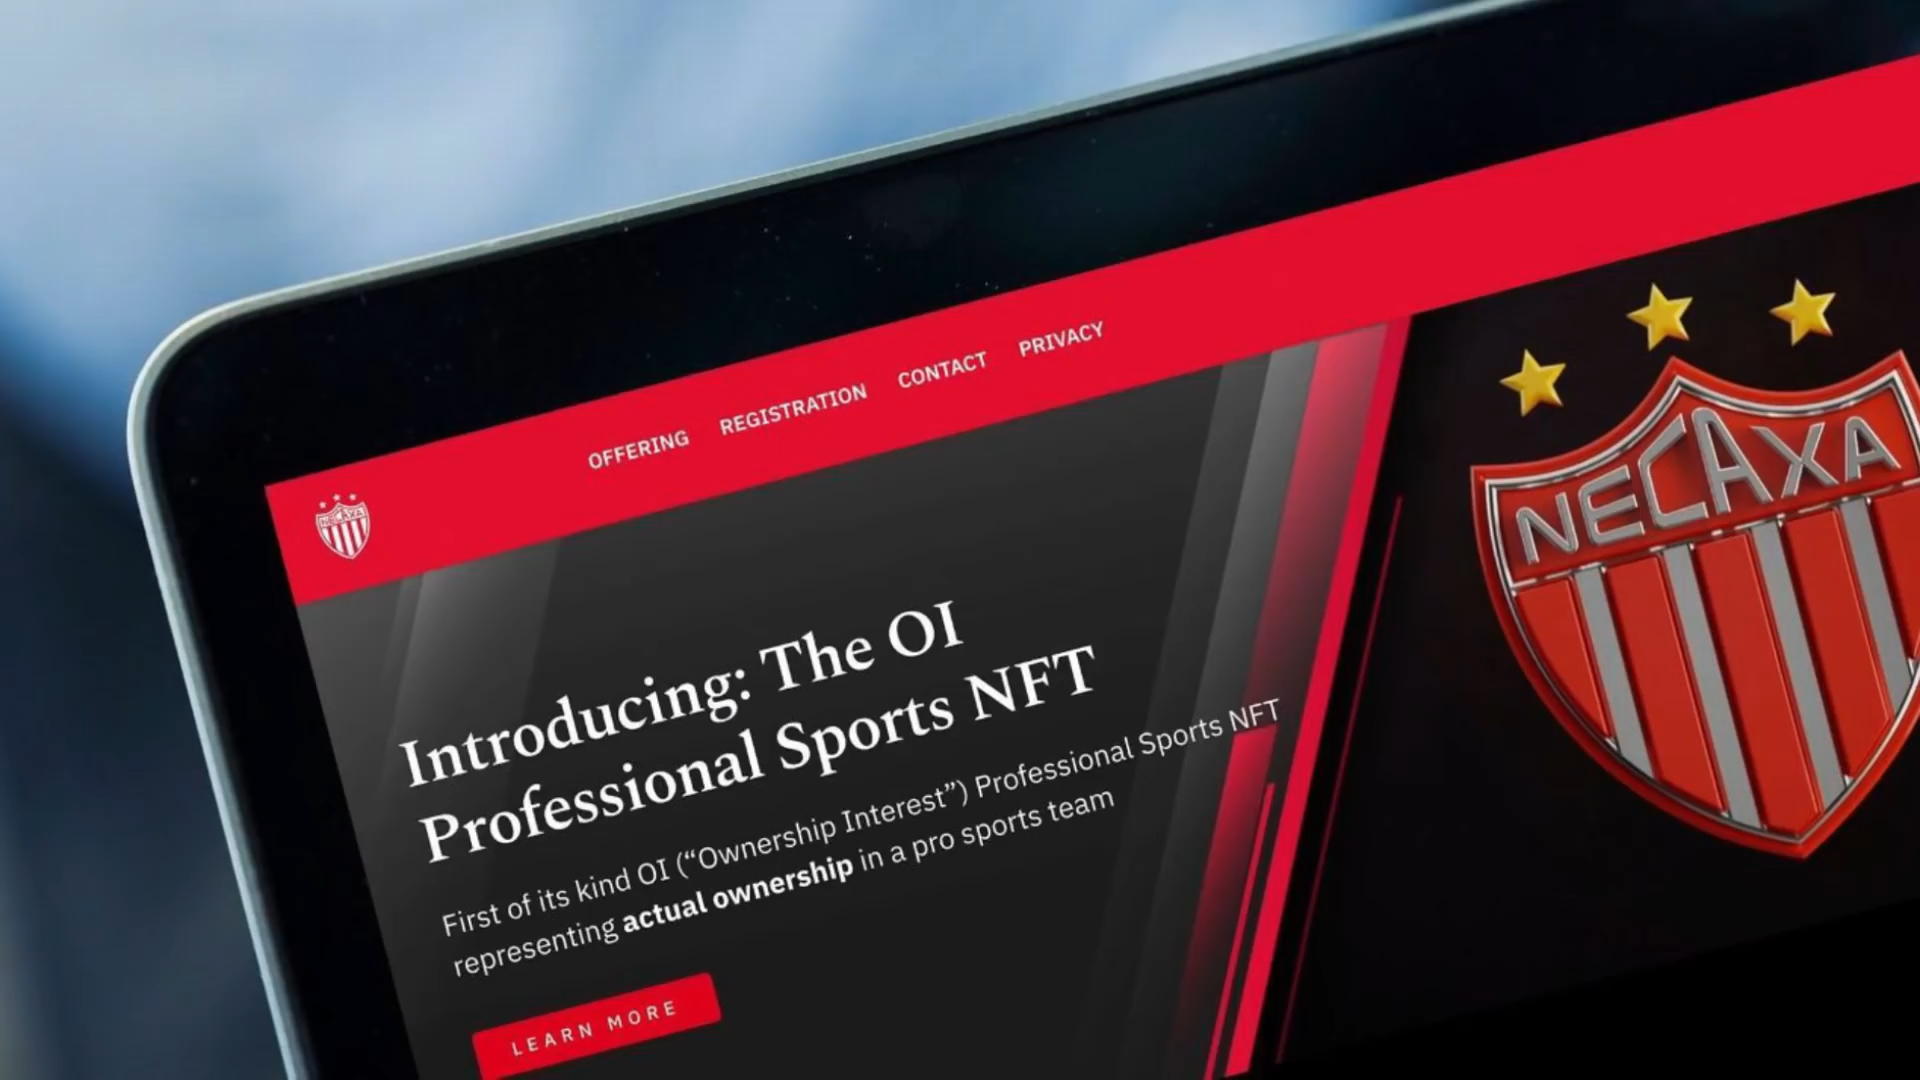 OFFERING REGISTRATION CONTACT PRIVACY
NECAXA
Introducing: The OI
Professional Sports NFT
First of its kind OI (“Ownership Interest”) Professional Sports NFT
representing actual ownership in a pro sports team
LEARN MORE
NECAXA